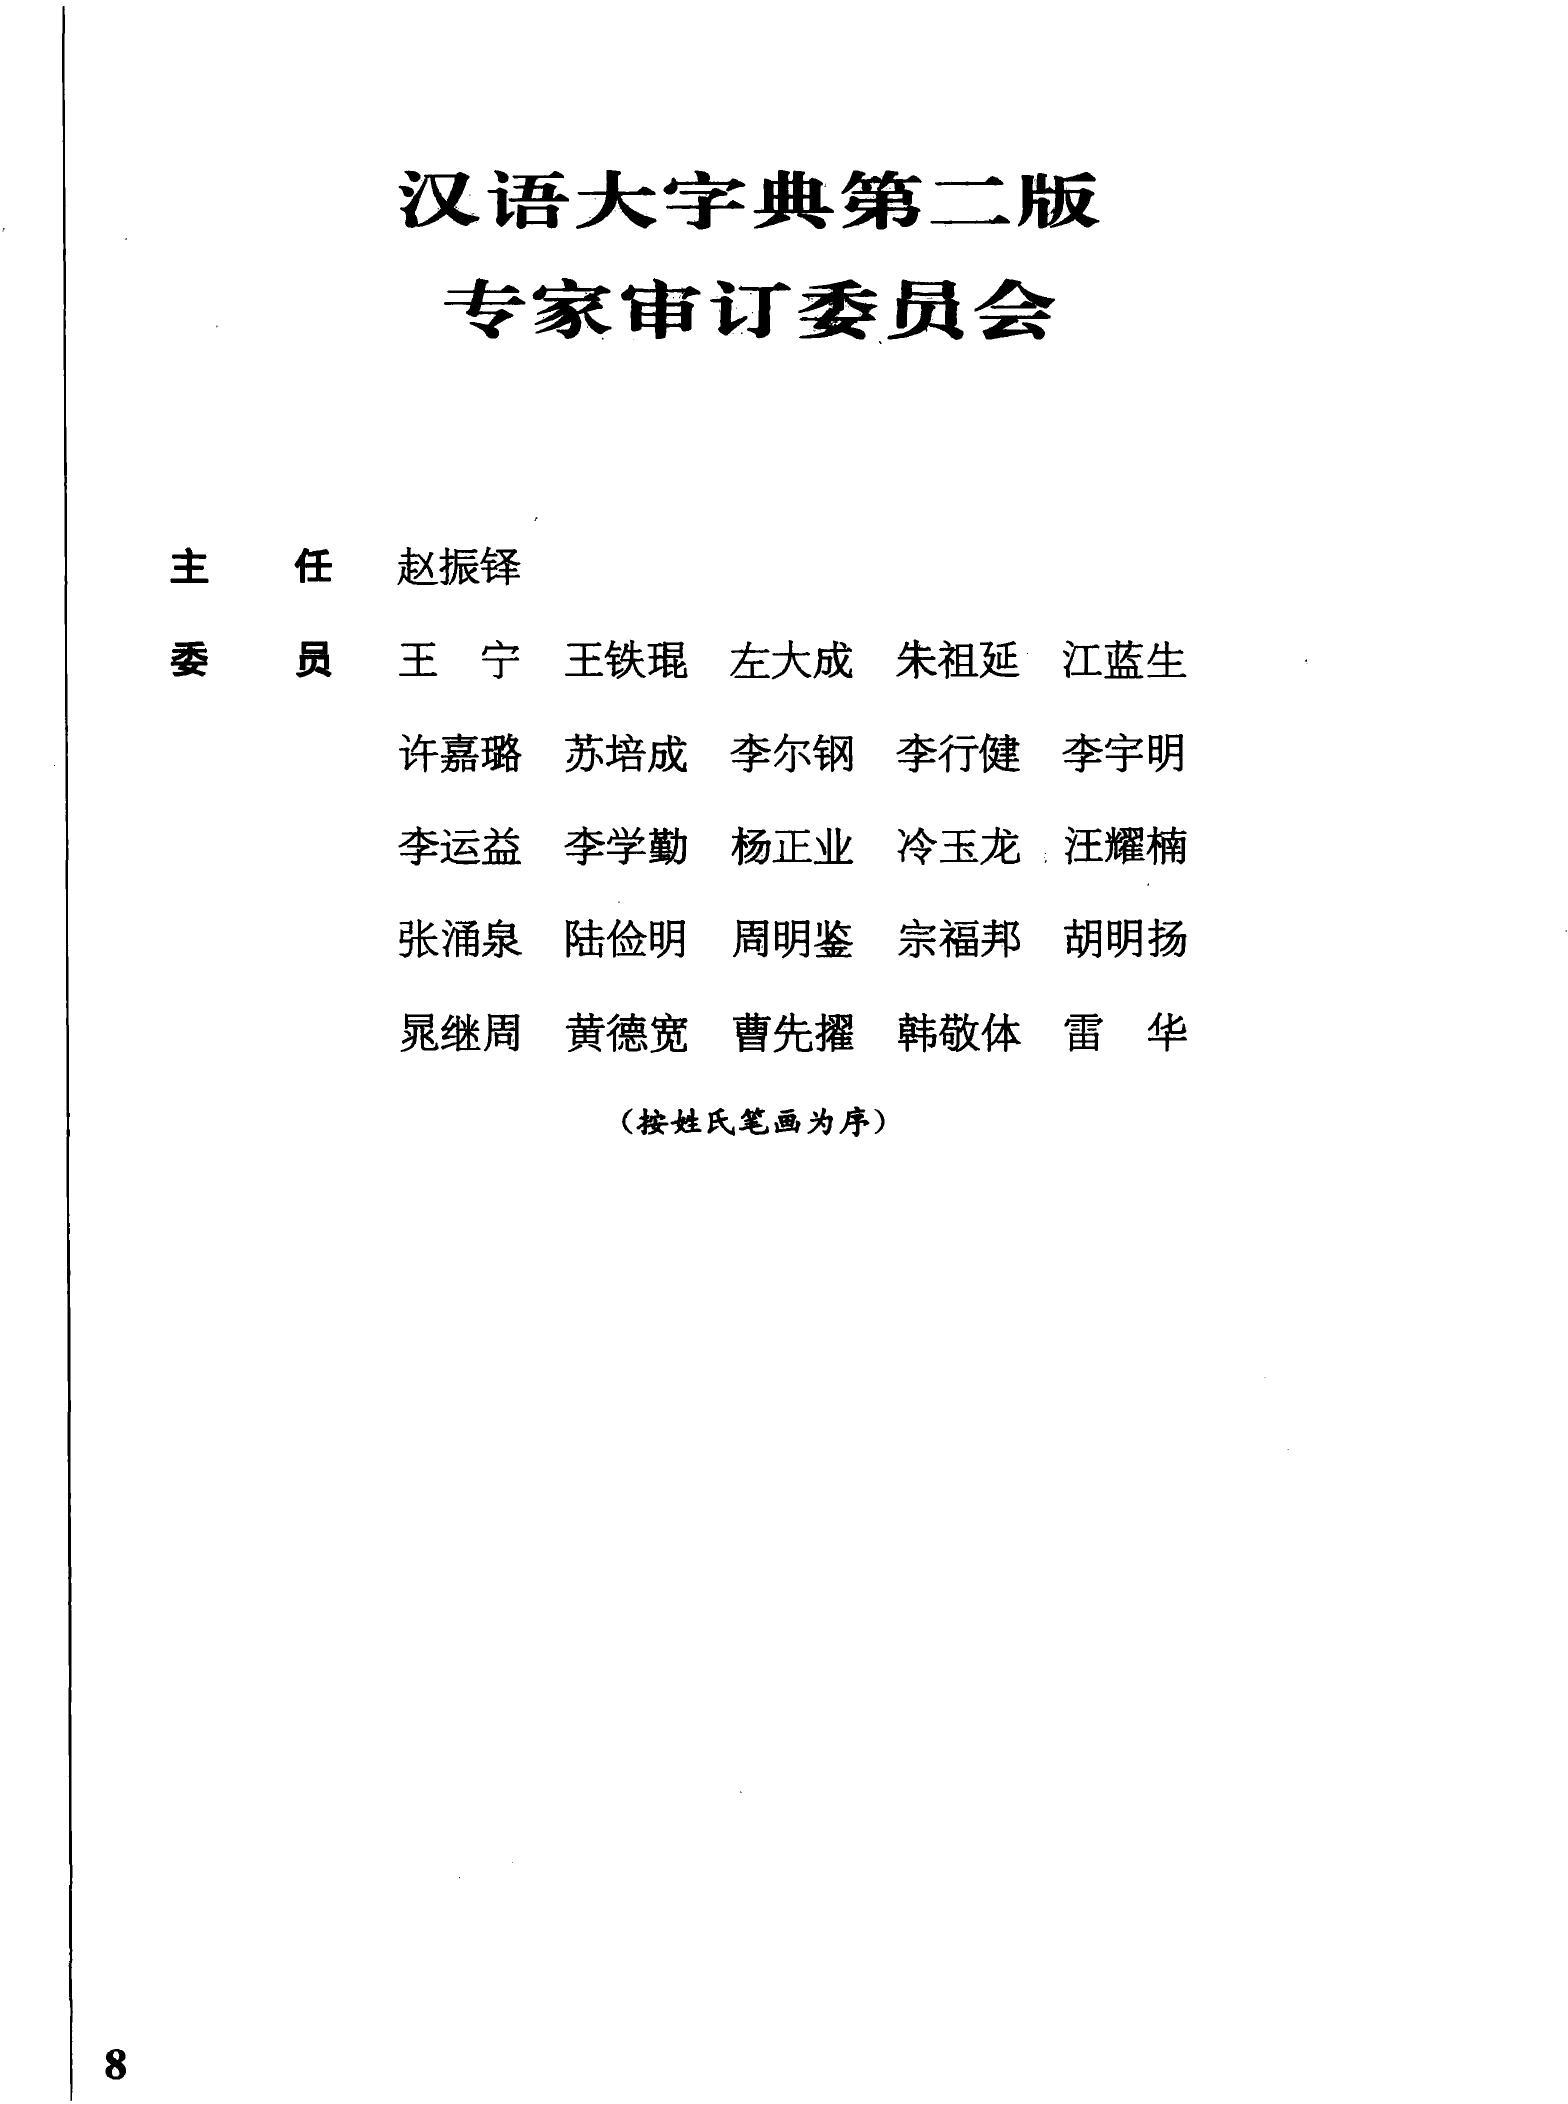 汉语大字典第二版
专家审订委员会
主 任 赵振铎
委 员 王 宁 王铁琨 左大成 朱祖延 江蓝生
许嘉璐 苏培成 李尔钢 李行健 李宇明
李运益 李学勤 杨正业 冷玉龙 汪耀楠
张涌泉 陆俭明 周明鉴 宗福邦 胡明扬
晁继周 黄德宽 曹先擢 韩敬体 雷 华
（按姓氏笔画为序）
8